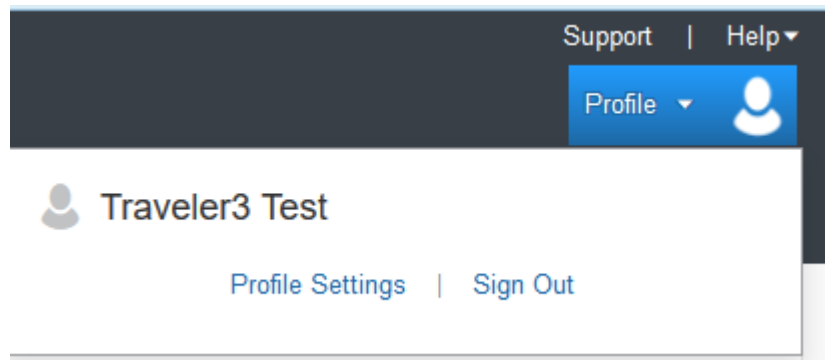 Support | Help
Profile
Traveler3 Test
Profile Settings | Sign Out